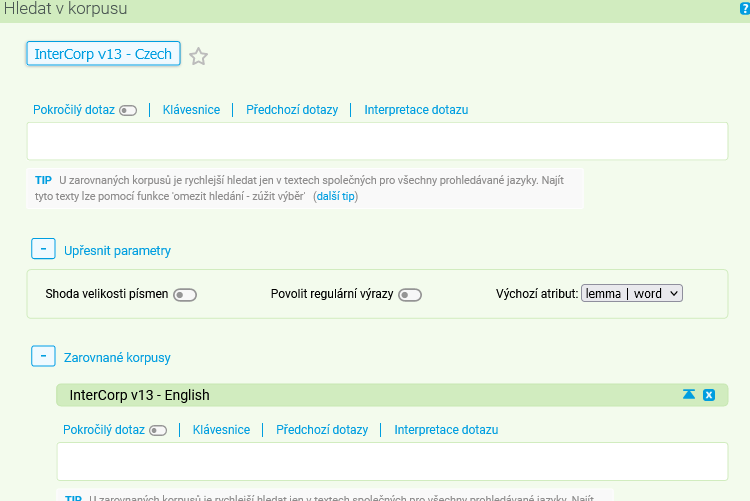 Hledat v korpusu
?
InterCorp v13 - Czech
Pokročilý dotaz | Klávesnice | Předchozí dotazy | Interpretace dotazu
TIP U zarovnaných korpusů je rychlejší hledat jen v textech společných pro všechny prohledávané jazyky. Najít
tyto texty lze pomocí funkce 'omezit hledání - zúžit výběr' (další tip)
- Upřesnit parametry
Shoda velikosti písmen Povolit regulární výrazy Výchozí atribut: lemma | word
- Zarovnané korpusy
InterCorp v13 - English x
Pokročilý dotaz | Klávesnice | Předchozí dotazy | Interpretace dotazu
TIP U zarovnaných korpusů je rychlejší hledat jen v textech společných pro všechny prohledávané jazyky. Najít